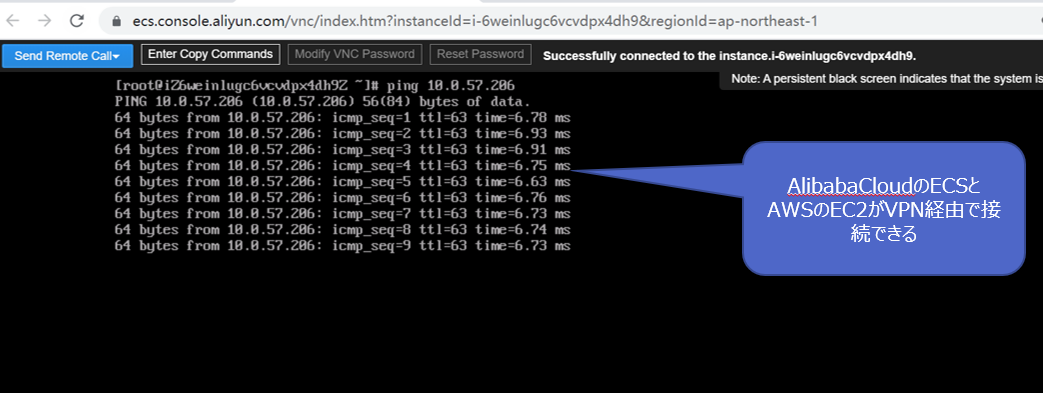 ecs.console.aliyun.com/vnc/index.htm?instanceId=i-6weinlugc6vcvdpx4dh9&regionId=ap-northeast-1
Send Remote Call Enter Copy Commands Modify VNC Password Reset Password Successfully connected to the instance.i-6weinlugc6vcvdpx4dh9.
Note: A persistent black screen indicates that the system is
[root@iZ6weinlugc6vcvdpx4dh9Z ~]# ping 10.0.57.206
PING 10.0.57.206 (10.0.57.206) 56(84) bytes of data.
64 bytes from 10.0.57.206: icmp_seq=1 ttl=63 time=6.78 ms
64 bytes from 10.0.57.206: icmp_seq=2 ttl=63 time=6.93 ms
64 bytes from 10.0.57.206: icmp_seq=3 ttl=63 time=6.91 ms
64 bytes from 10.0.57.206: icmp_seq=4 ttl=63 time=6.75 ms
64 bytes from 10.0.57.206: icmp_seq=5 ttl=63 time=6.63 ms
64 bytes from 10.0.57.206: icmp_seq=6 ttl=63 time=6.76 ms
64 bytes from 10.0.57.206: icmp_seq=7 ttl=63 time=6.73 ms
64 bytes from 10.0.57.206: icmp_seq=8 ttl=63 time=6.74 ms
64 bytes from 10.0.57.206: icmp_seq=9 ttl=63 time=6.73 ms
AlibabaCloudのECSと
AWSのEC2がVPN経由で接
続できる